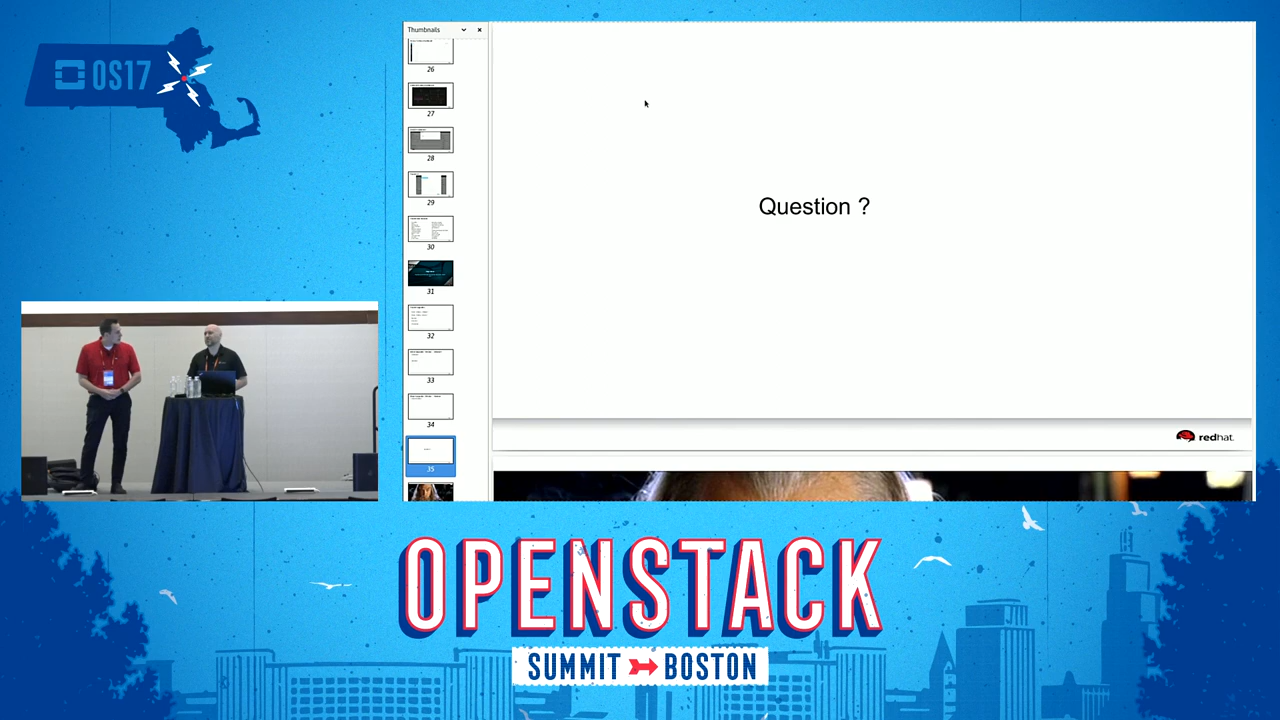 OS17
Thumbnails
26
27
28
29
30
31
32
33
34
35
Question ?
redhat.
OPENSTACK
SUMMIT BOSTON